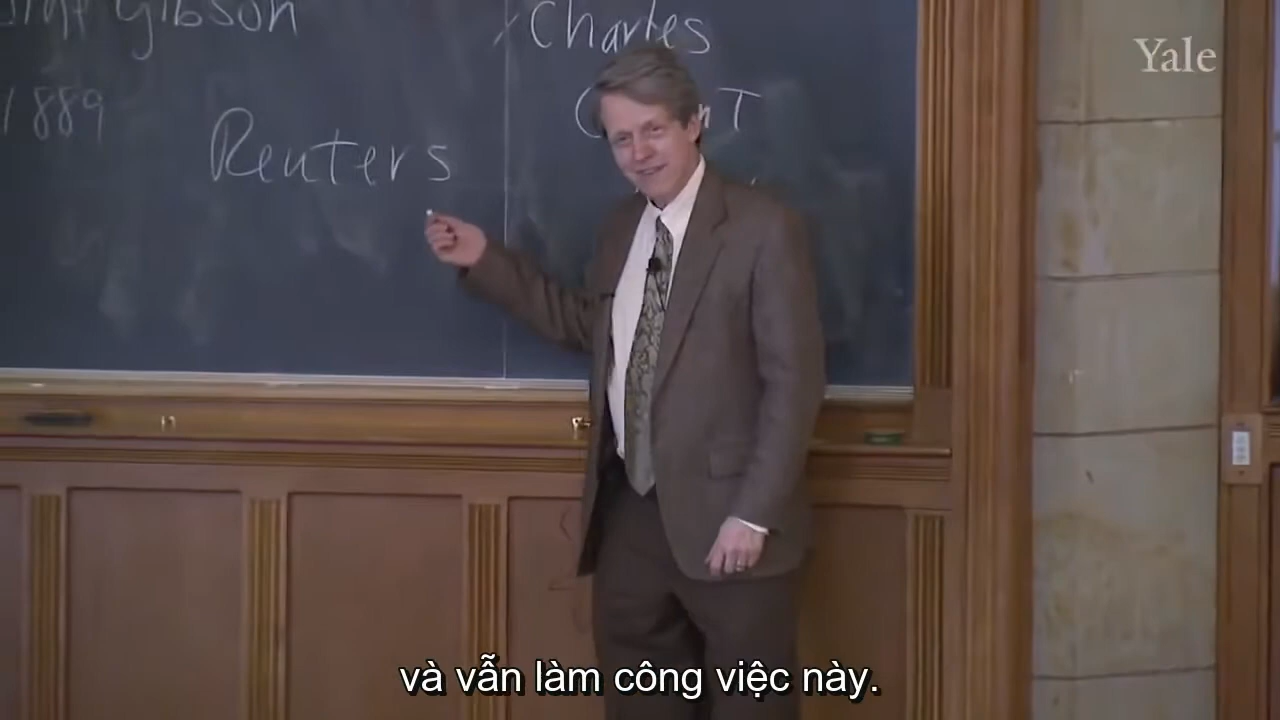 Gibson
Charles
Yale
1889
Reuters
và vẫn làm công việc này.